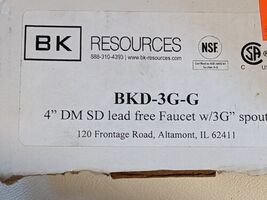 BK RESOURCES
888-310-4393 | www.bk-resources.com
NSF
C
BKD-3G-G
4" DM SD lead free Faucet w/3G" spout
120 Frontage Road, Altamont, IL 62411